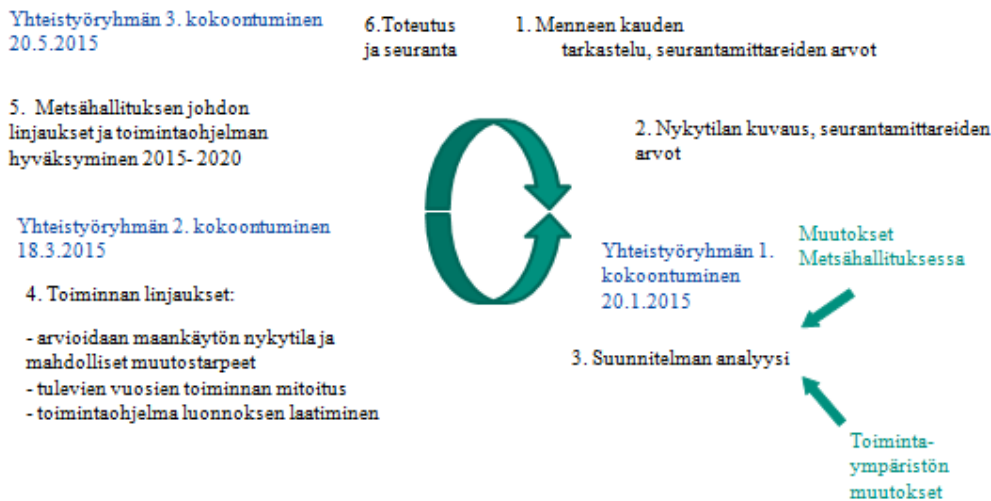 Yhteistyöryhmän 3. kokoontuminen
20.5.2015
6.Toteutus
ja seuranta
1. Menneen kauden
tarkastelu, seurantamittareiden arvot
5. Metsähallituksen johdon
linjaukset ja toimintaohjelman
hyväksyminen 2015- 2020
2. Nykytilan kuvaus, seurantamittareiden
arvot
Yhteistyöryhmän 2. kokoontuminen
18.3.2015
Yhteistyöryhmän 1.
kokoontuminen
20.1.2015
Muutokset
Metsähallituksessa
4. Toiminnan linjaukset:
- arvioidaan maankäytön nykytila ja
mahdolliset muutostarpeet
- tulevien vuosien toiminnan mitoitus
- toimintaohjelma luonnoksen laatiminen
3. Suunnitelman analyysi
Toiminta-
ympäristön
muutokset